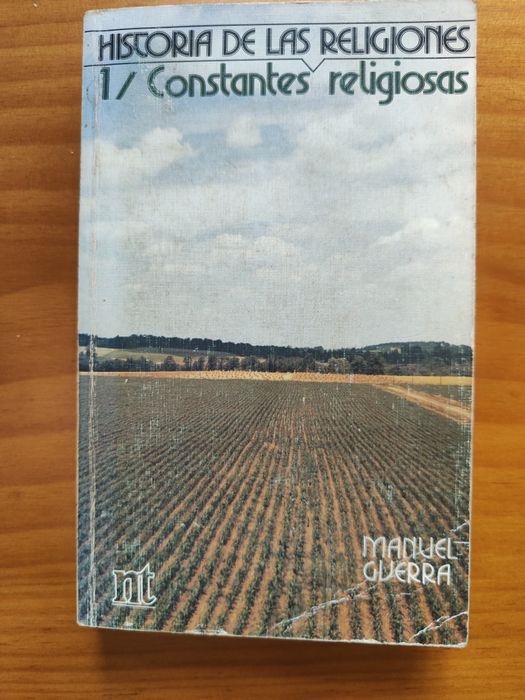 HISTORIA DE LAS RELIGIONES
1/ Constantes religiosas
MANUEL
GUERRA
nt